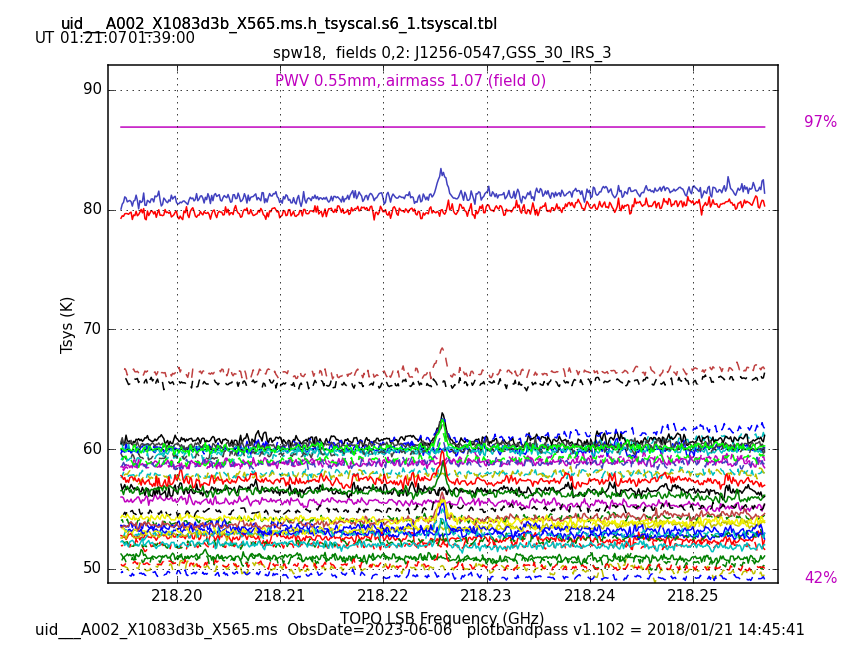 uid___A002_X1083d3b_X565.ms.h_tsyscal.s6_1.tsyscal.tbl
UT 01:21:07 01:39:00
spw18,  fields 0,2: J1256-0547,GSS_30_IRS_3
PWV 0.55mm, airmass 1.07 (field 0)
90
97%
80
70
Tsys (K)
60
50
42%
218.20 218.21 218.22 218.23 218.24 218.25
TOPO LSB Frequency (GHz)
uid___A002_X1083d3b_X565.ms  ObsDate=2023-06-06  plotbandpass v1.102 = 2018/01/21 14:45:41